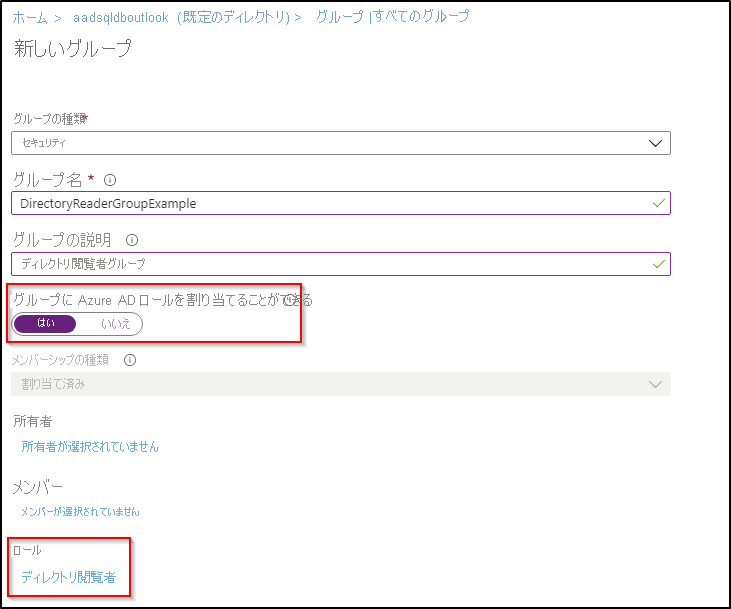 ホーム > aadsqldboutlook (既定のディレクトリ) > グループ |すべてのグループ
新しいグループ
グループの種類*
セキュリティ
グループ名 *
DirectoryReaderGroupExample
グループの説明
ディレクトリ閲覧者グループ
グループに Azure AD ロールを割り当てることができる
はい いいえ
メンバーシップの種類
割り当て済み
所有者
所有者が選択されていません
メンバー
メンバーが選択されていません
ロール
ディレクトリ閲覧者